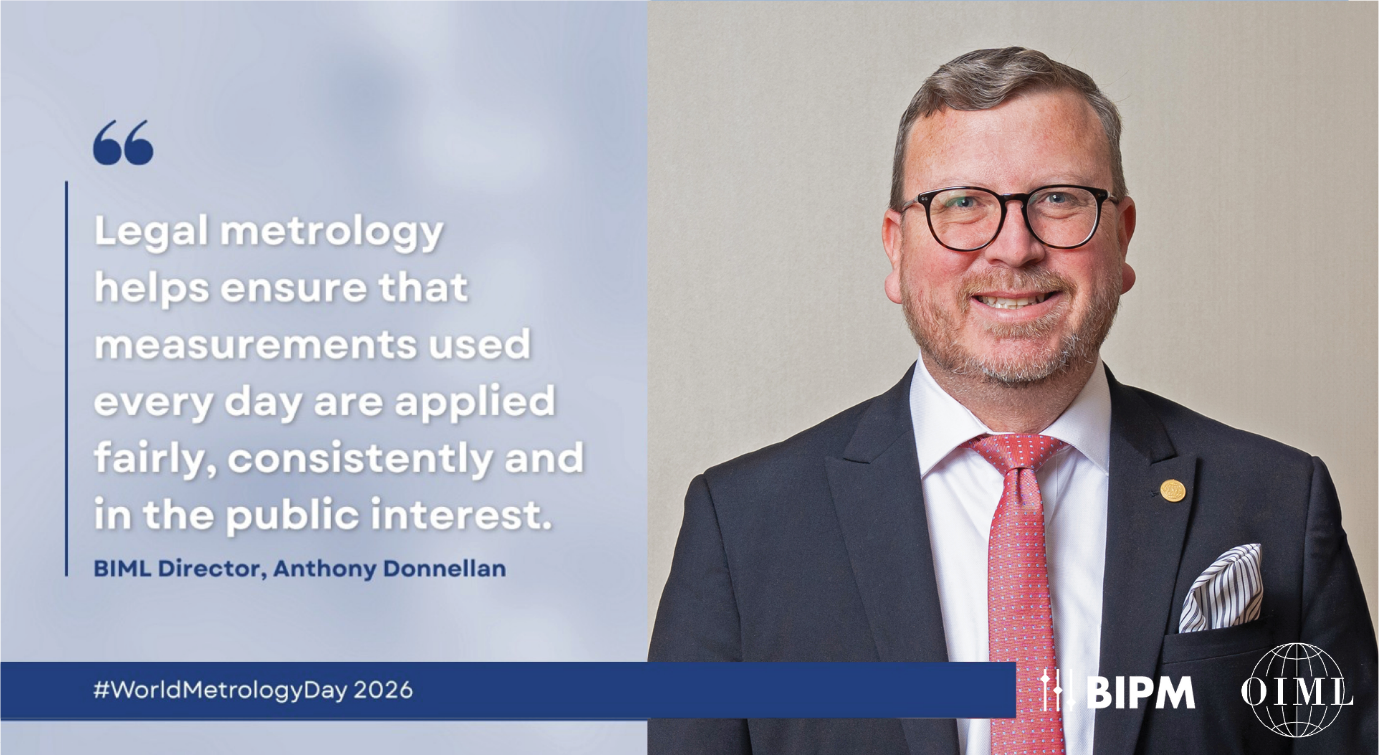 Legal metrology
helps ensure that
measurements used
every day are applied
fairly, consistently and
in the public interest.
BIML Director, Anthony Donnellan
#WorldMetrologyDay 2026
BIPM
OIML